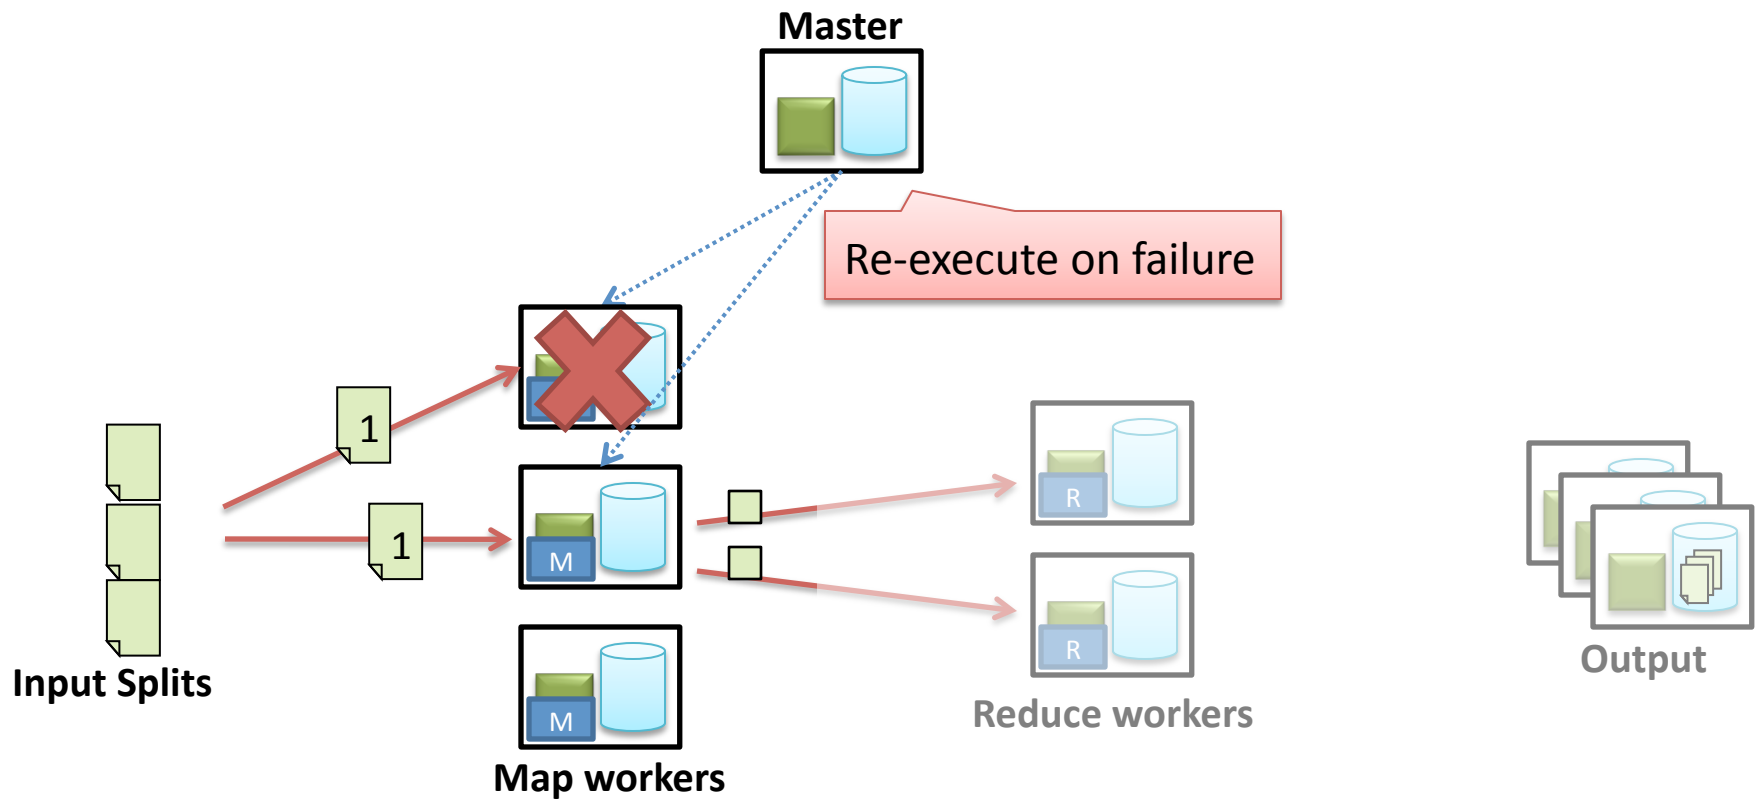 Master
Re-execute on failure
1
1
M
M
R
R
Input Splits
Map workers
Reduce workers
Output